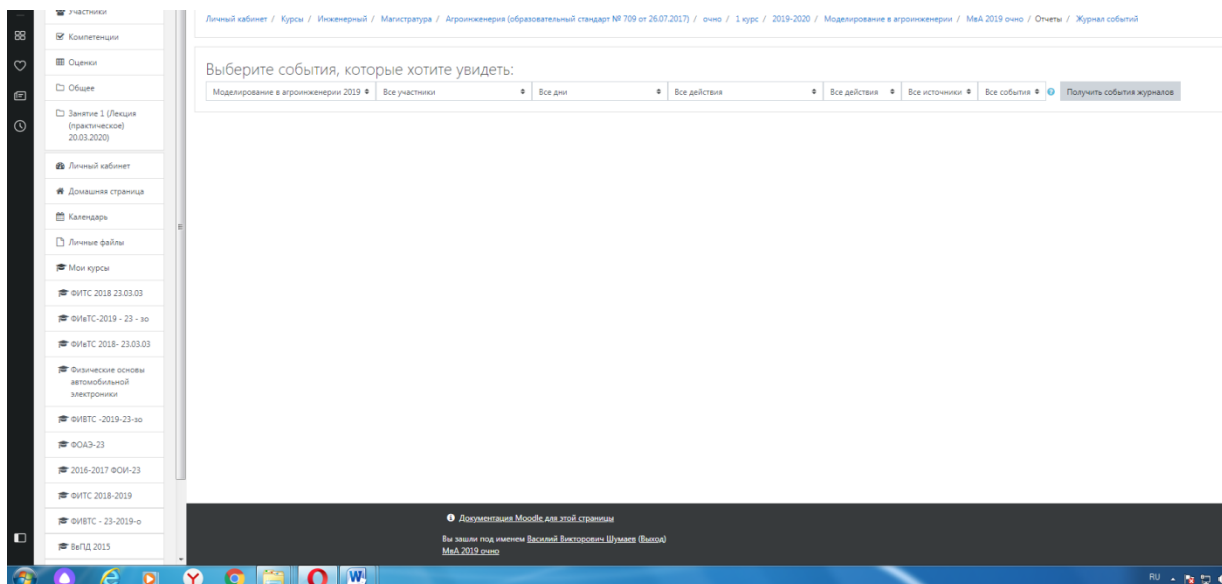 Участники
Личный кабинет / Курсы / Инженерный / Магистратура / Агроинженерия (образовательный стандарт № 709 от 26.07.2017) / очно / 1 курс / 2019-2020 / Моделирование в агроинженерии / МвА 2019 очно / Отчеты / Журнал событий
Компетенции
Оценки
Общее
Занятие 1 (Лекция
(практическое)
20.03.2020)
Личный кабинет
Домашняя страница
Календарь
Личные файлы
Мои курсы
ФИТС 2018 23.03.03
ФИвТС-2019 - 23 - зо
ФИвТС 2018- 23.03.03
Физические основы
автомобильной
электроники
ФИВТС -2019-23-зо
ФОАЭ-23
2016-2017 ФОИ-23
ФИТС 2018-2019
ФИВТС - 23-2019-о
ВвПД 2015
Выберите события, которые хотите увидеть:
Моделирование в агроинженерии 2019 Все участники Все дни Все действия Все действия Все источники Все события Получить события журналов
Документация Moodle для этой страницы
Вы зашли под именем Василий Викторович Шумаев (Выход)
МвА 2019 очно
RU